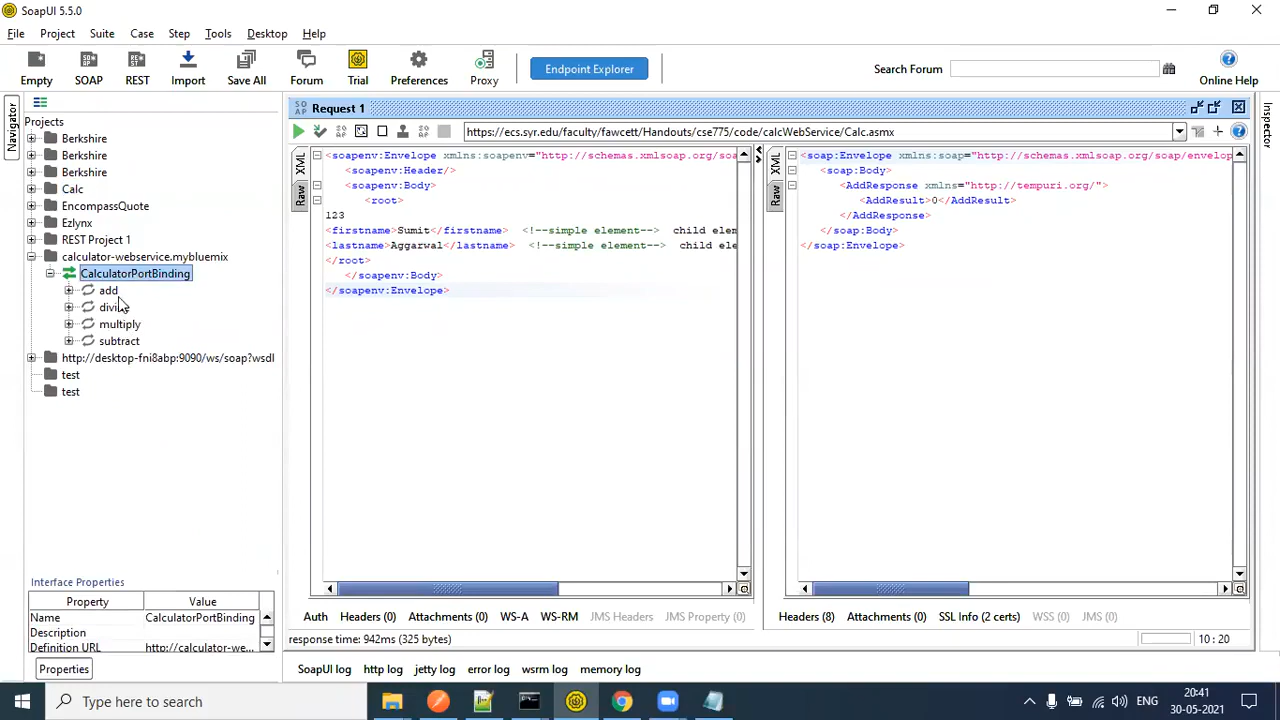 SoapUI 5.5.0
File Project Suite Case Step Tools Desktop Help
Empty SOAP REST Import Save All Forum Trial Preferences Proxy Endpoint Explorer Search Forum Online Help
Navigator
Projects
Berkshire
Berkshire
Berkshire
Calc
EncompassQuote
Ezlynx
REST Project 1
calculator-webservice.mybluemix
CalculatorPortBinding
add
multiply
subtract
http://desktop-fni8abp:9090/ws/soap?wsdl
test
test
Interface Properties
Property Value
Name CalculatorPortBinding
Description
Definition URL http://calculator-we...
Properties
SOAP Request 1
https://ecs.syr.edu/faculty/fawcett/Handouts/cse775/code/calcWebService/Calc.asmx
XML
Raw
<soapenv:Envelope xmlns:soapenv="http://schemas.xmlsoap.org/soa
<soapenv:Header/>
<soapenv:Body>
<root>
123
<firstname>Sumit</firstname> <!--simple element--> child elem
<lastname>Aggarwal</lastname> <!--simple element--> child ele
</root>
</soapenv:Body>
</soapenv:Envelope>
XML
Raw
<soap:Envelope xmlns:soap="http://schemas.xmlsoap.org/soap/envelop
<soap:Body>
<AddResponse xmlns="http://tempuri.org/">
<AddResult>0</AddResult>
</AddResponse>
</soap:Body>
</soap:Envelope>
Inspector
Auth Headers (0) Attachments (0) WS-A WS-RM JMS Headers JMS Property (0)
Headers (8) Attachments (0) SSL Info (2 certs) WSS (0) JMS (0)
response time: 942ms (325 bytes)
10 : 20
SoapUI log http log jetty log error log wsrm log memory log
Type here to search
ENG
20:41
30-05-2021